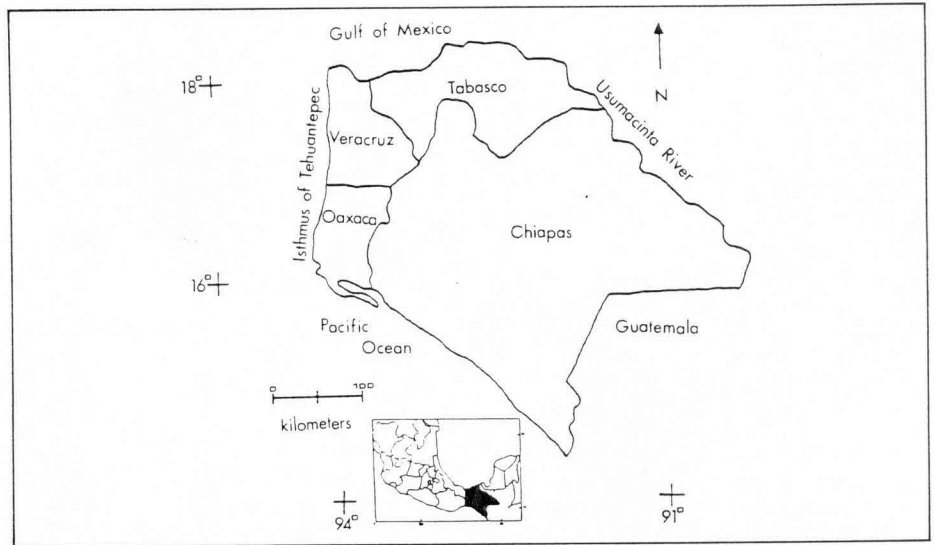 Gulf of Mexico
18°
N
Tabasco
Usumacinta River
Isthmus of Tehuantepec
Veracruz
Oaxaca
Chiapas
16°
Guatemala
Pacific
Ocean
0 100
kilometers
94°
91°